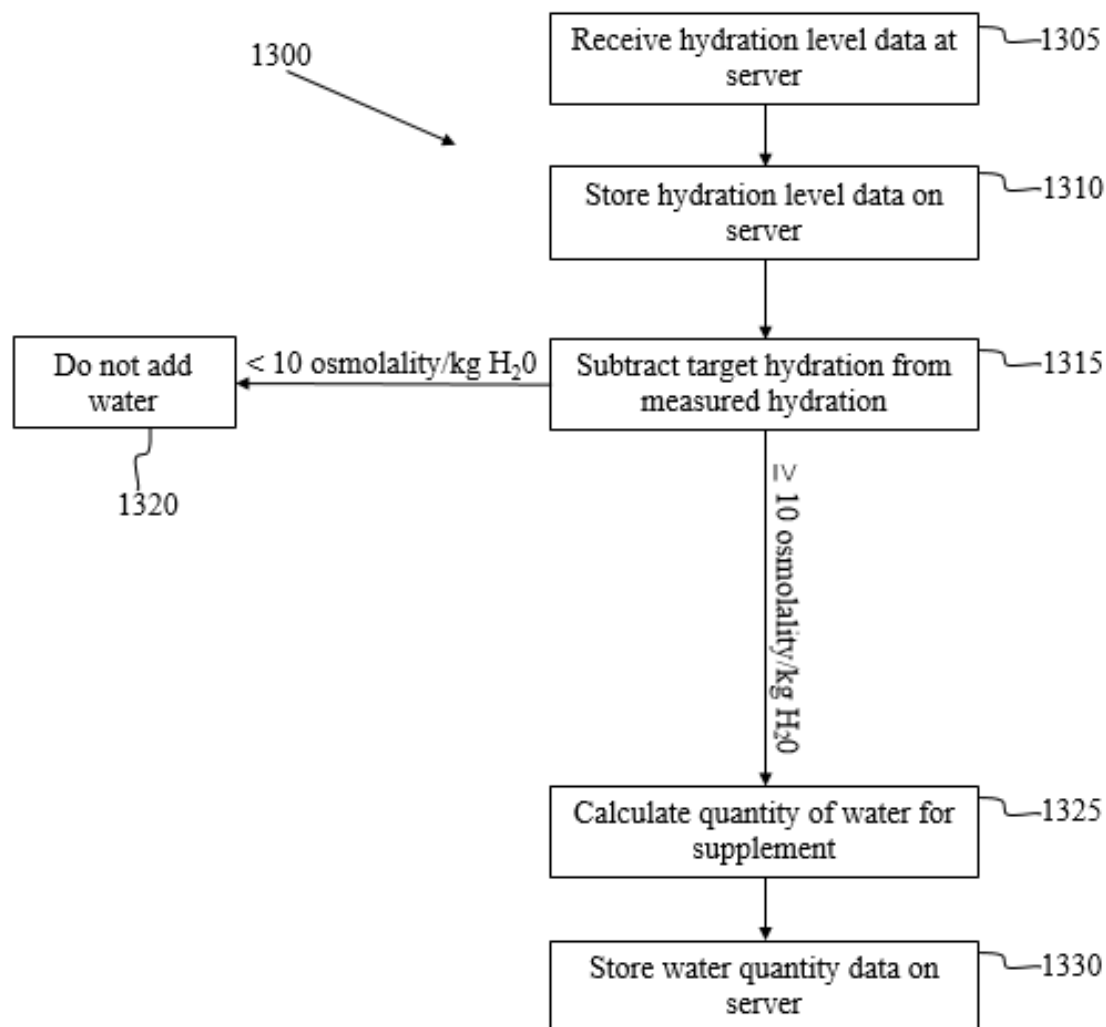 Receive hydration level data at
server
1305
1300
Store hydration level data on
server
1310
Do not add
water
< 10 osmolality/kg H₂0
Subtract target hydration from
measured hydration
1315
1320
≥ 10 osmolality/kg H₂0
Calculate quantity of water for
supplement
1325
Store water quantity data on
server
1330